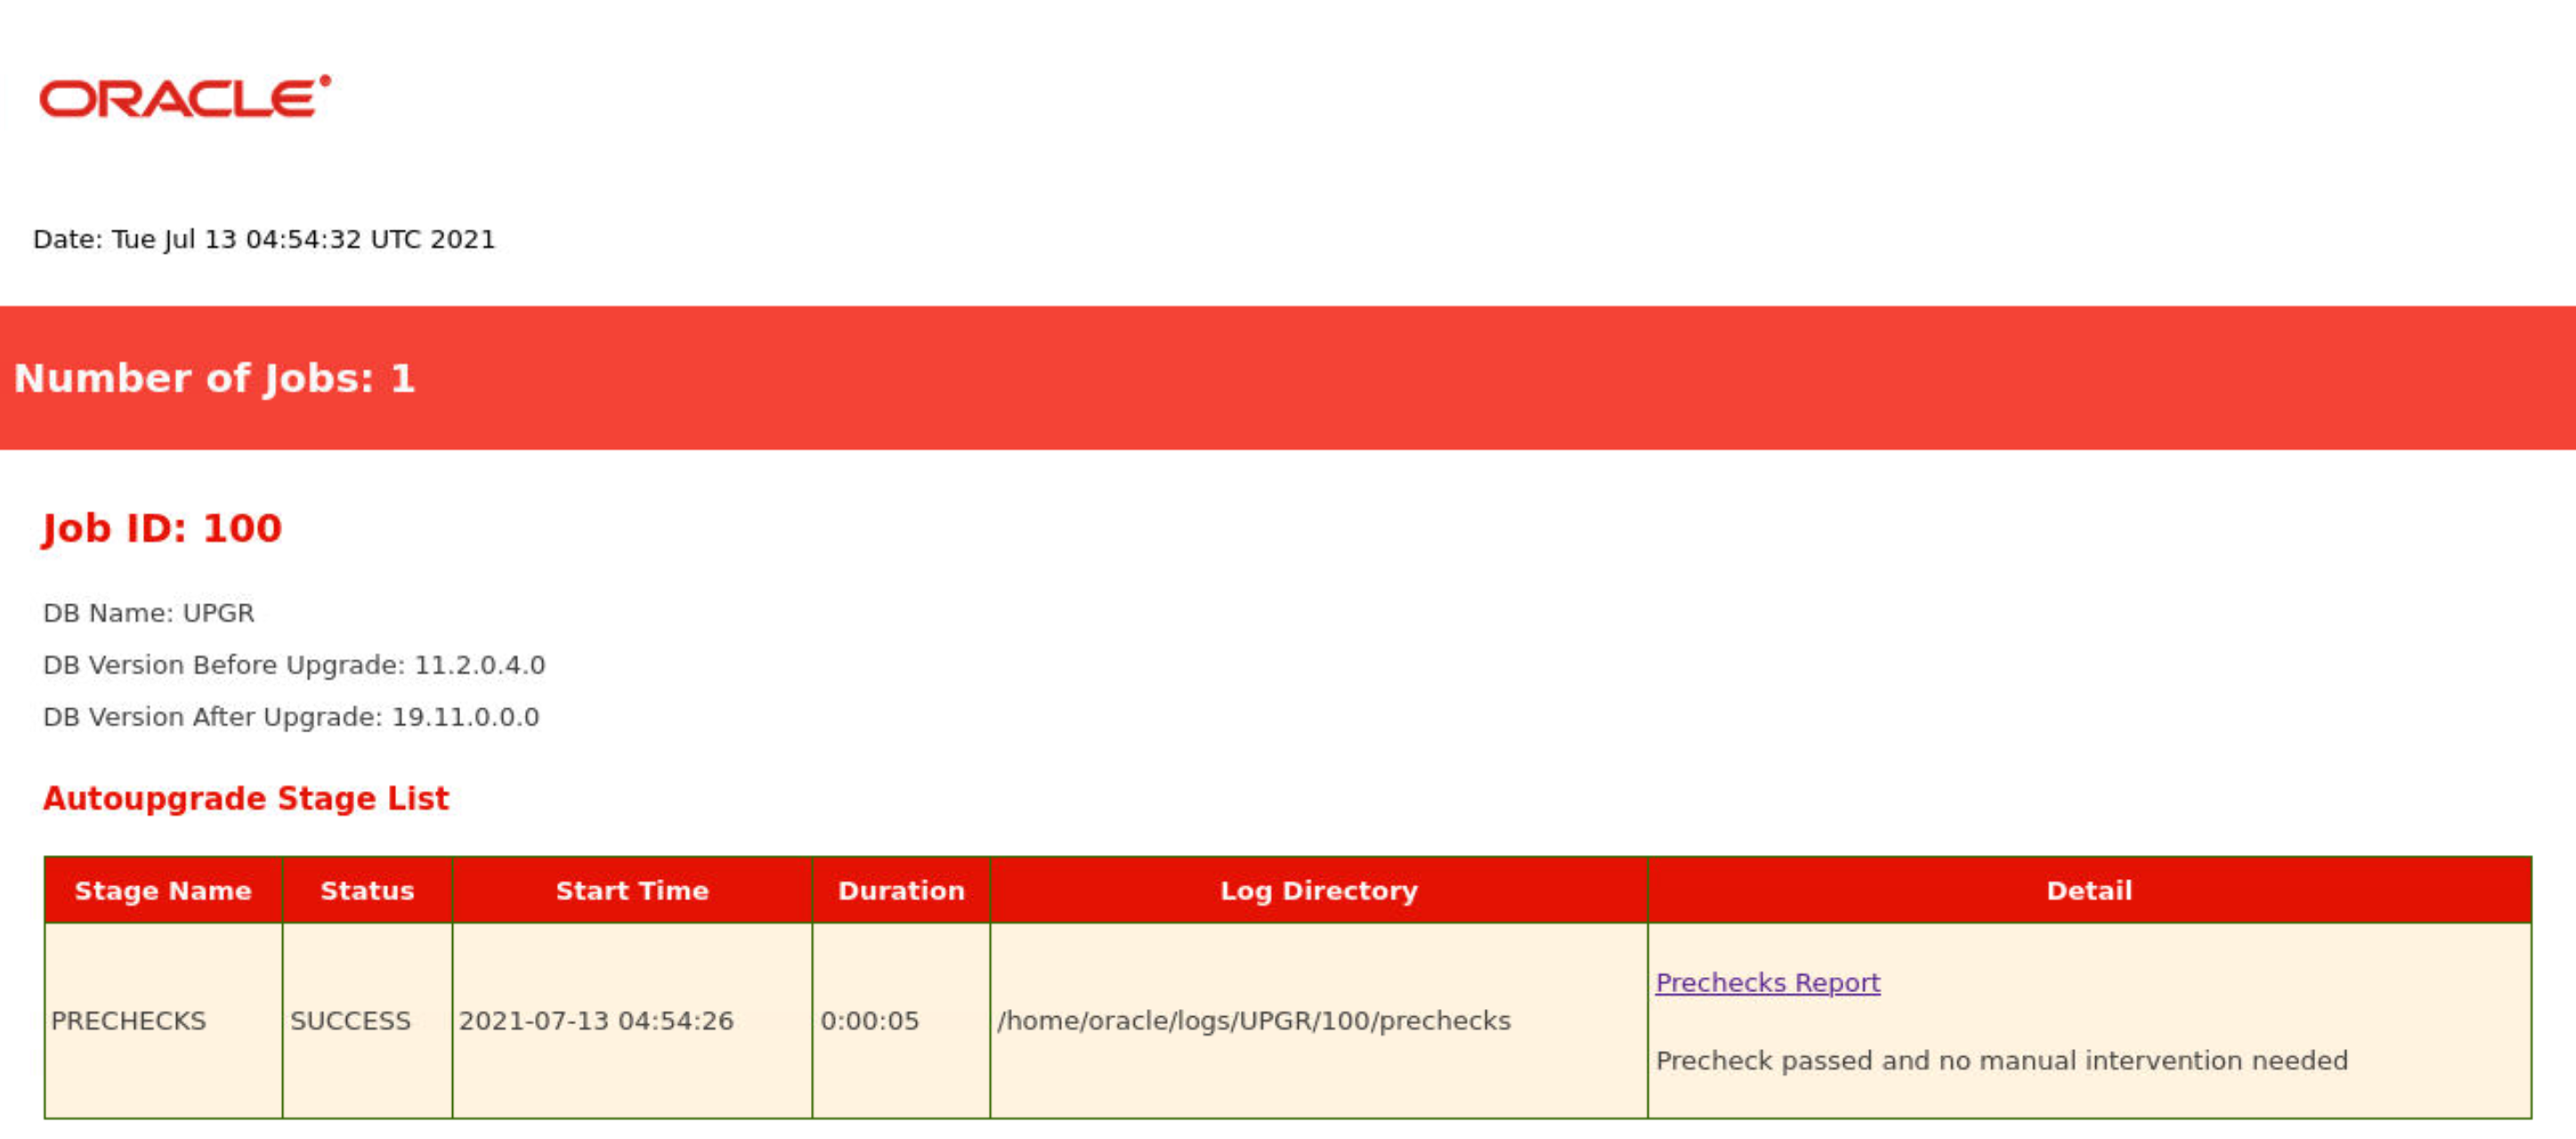 ORACLE
Date: Tue Jul 13 04:54:32 UTC 2021
Number of Jobs: 1
Job ID: 100
DB Name: UPGR
DB Version Before Upgrade: 11.2.0.4.0
DB Version After Upgrade: 19.11.0.0.0
Autoupgrade Stage List
Stage Name Status Start Time Duration Log Directory Detail
PRECHECKS SUCCESS 2021-07-13 04:54:26 0:00:05 /home/oracle/logs/UPGR/100/prechecks
Prechecks Report
Precheck passed and no manual intervention needed